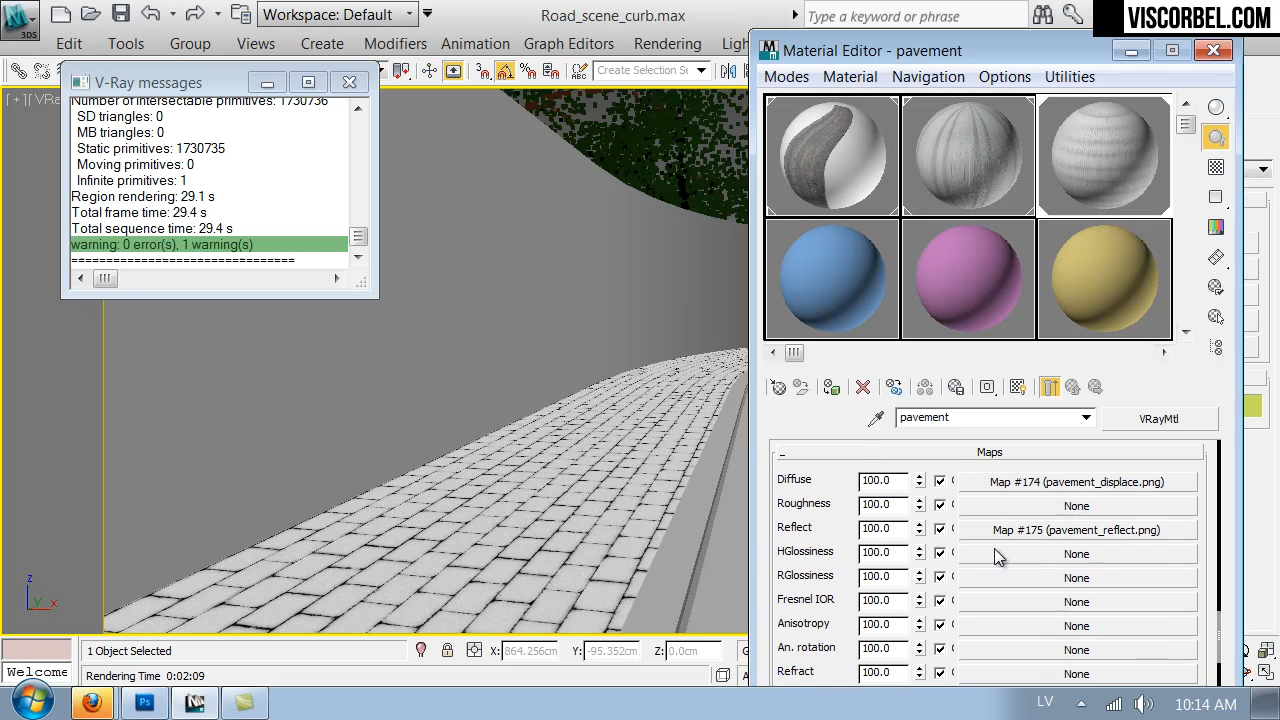 Workspace: Default
Road_scene_curb.max
Type a keyword or phrase
VISCORBEL.COM
3DS
Edit Tools Group Views Create Modifiers Animation Graph Editors Rendering
Create Selection Se
V-Ray messages
Number of intersectable primitives: 1730736
SD triangles: 0
MB triangles: 0
Static primitives: 1730735
Moving primitives: 0
Infinite primitives: 1
Region rendering: 29.1 s
Total frame time: 29.4 s
Total sequence time: 29.4 s
warning: 0 error(s), 1 warning(s)
==============================
Material Editor - pavement
Modes Material Navigation Options Utilities
pavement
VRayMtl
Maps
Diffuse 100.0 Map #174 (pavement_displace.png)
Roughness 100.0 None
Reflect 100.0 Map #175 (pavement_reflect.png)
HGlossiness 100.0 None
RGlossiness 100.0 None
Fresnel IOR 100.0 None
Anisotropy 100.0 None
An. rotation 100.0 None
Refract 100.0 None
z
y x
1 Object Selected
X: 864.256cm Y: -95.352cm Z: 0.0cm
Welcome
Rendering Time 0:02:09
Ps
LV
10:14 AM